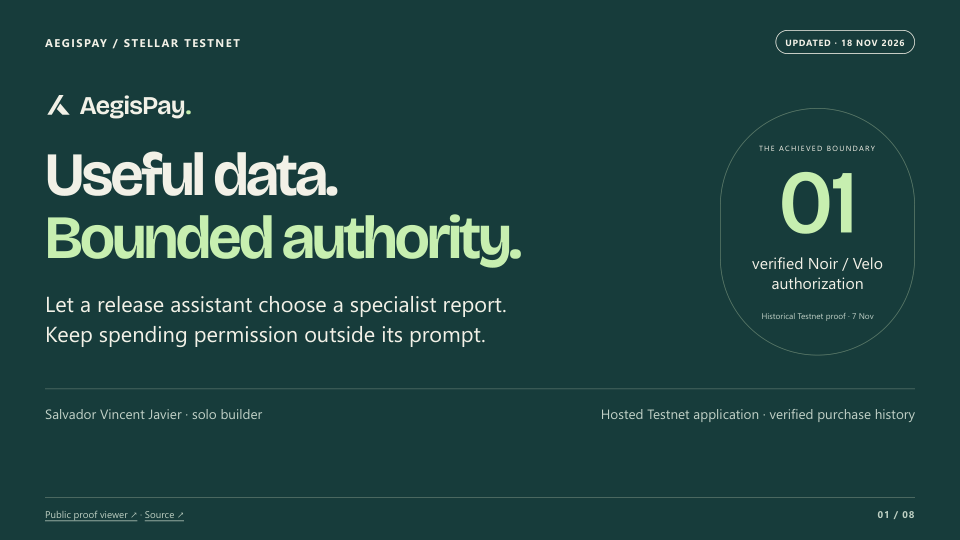 AEGISPAY / STELLAR TESTNET
UPDATED · 18 NOV 2026
AegisPay.
Useful data.
Bounded authority.
Let a release assistant choose a specialist report.
Keep spending permission outside its prompt.
THE ACHIEVED BOUNDARY
01
verified Noir / Velo
authorization
Historical Testnet proof · 7 Nov
Salvador Vincent Javier · solo builder
Hosted Testnet application · verified purchase history
Public proof viewer ↗ · Source ↗
01 / 08